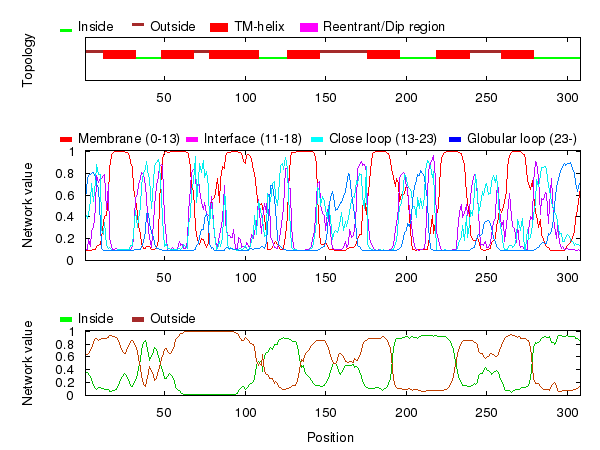 Inside Outside TM-helix Reentrant/Dip region
Topology
50 100 150 200 250 300
Membrane (0-13) Interface (11-18) Close loop (13-23) Globular loop (23-)
Network value
1
0.8
0.6
0.4
0.2
0
50 100 150 200 250 300
Inside Outside
Network value
1
0.8
0.6
0.4
0.2
0
50 100 150 200 250 300
Position